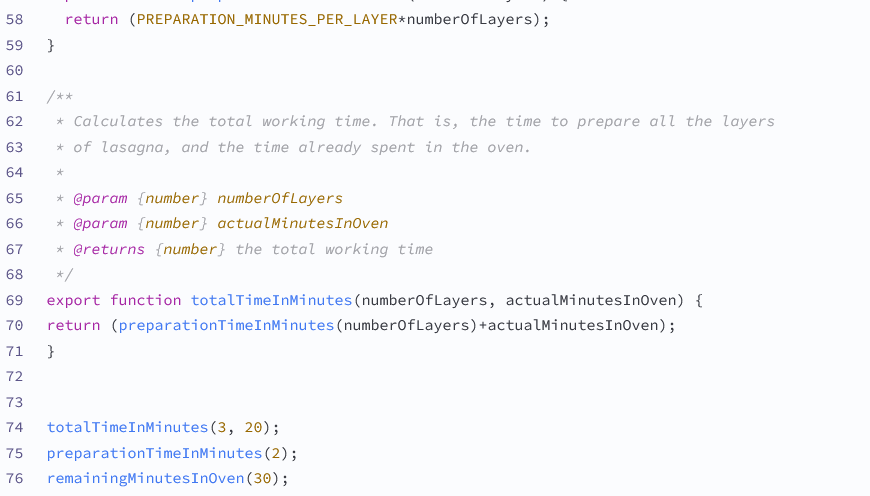 58 return (PREPARATION_MINUTES_PER_LAYER*numberOfLayers);
59 }
60
61 /**
62 * Calculates the total working time. That is, the time to prepare all the layers
63 * of lasagna, and the time already spent in the oven.
64 *
65 * @param {number} numberOfLayers
66 * @param {number} actualMinutesInOven
67 * @returns {number} the total working time
68 */
69 export function totalTimeInMinutes(numberOfLayers, actualMinutesInOven) {
70 return (preparationTimeInMinutes(numberOfLayers)+actualMinutesInOven);
71 }
72
73
74 totalTimeInMinutes(3, 20);
75 preparationTimeInMinutes(2);
76 remainingMinutesInOven(30);